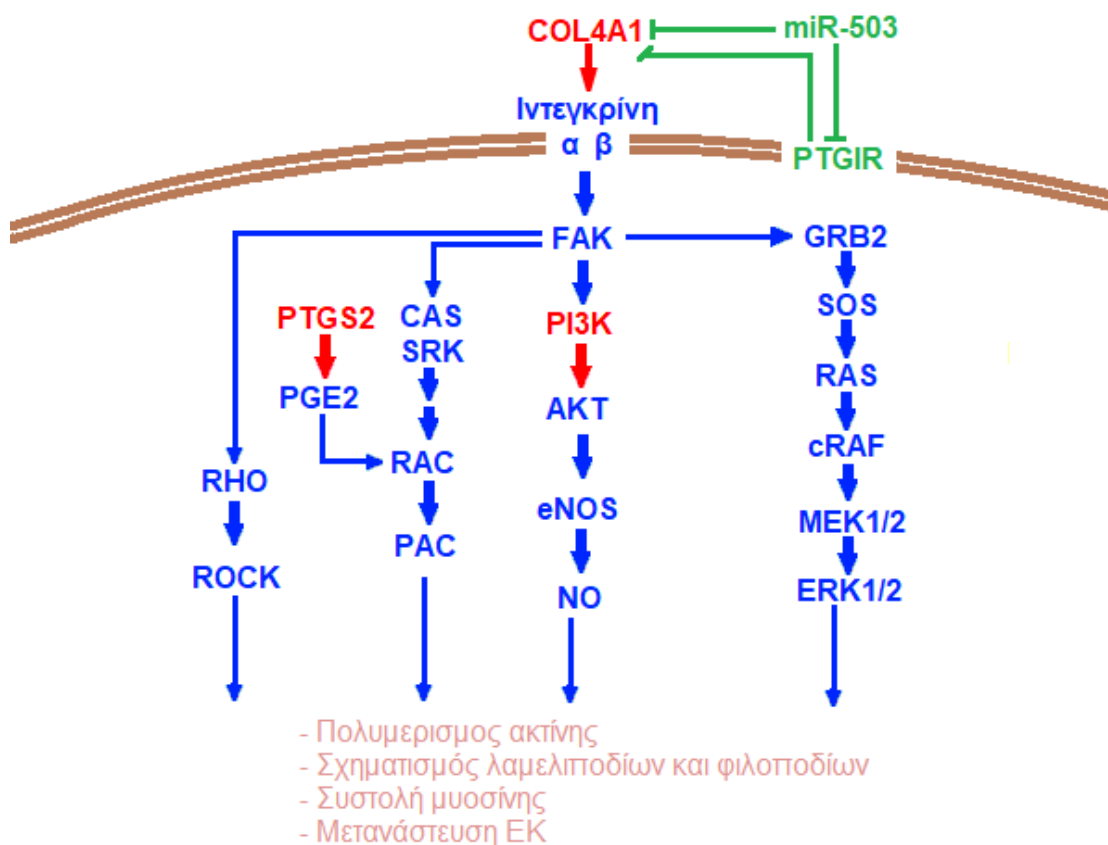 COL4A1
miR-503
Ιντεγκρίνη
α β
PTGIR
FAK
GRB2
PTGS2
CAS
PI3K
SOS
SRK
RAS
PGE2
AKT
cRAF
RHO
RAC
eNOS
MEK1/2
PAC
ROCK
NO
ERK1/2
- Πολυμερισμος ακτίνης
- Σχηματισμός λαμελιποδίων και φιλοποδίων
- Συστολή μυοσίνης
- Μετανάστευση ΕΚ